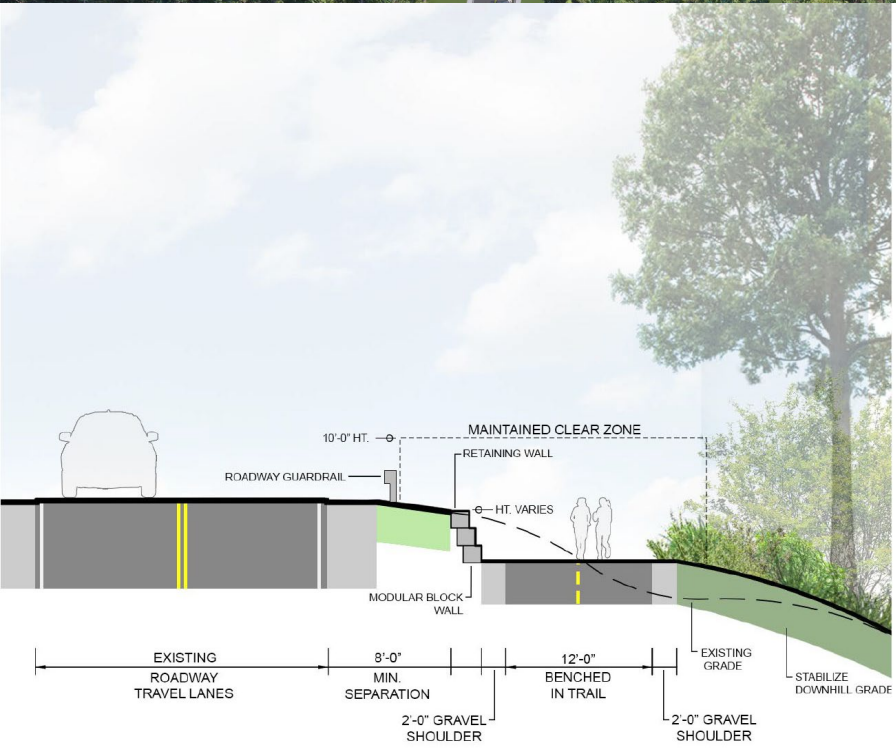 10'-0" HT.
MAINTAINED CLEAR ZONE
RETAINING WALL
ROADWAY GUARDRAIL
HT. VARIES
MODULAR BLOCK
WALL
EXISTING
ROADWAY
TRAVEL LANES
8'-0"
MIN.
SEPARATION
12'-0"
BENCHED
IN TRAIL
EXISTING
GRADE
STABILIZE
DOWNHILL GRADE
2'-0" GRAVEL
SHOULDER
2'-0" GRAVEL
SHOULDER